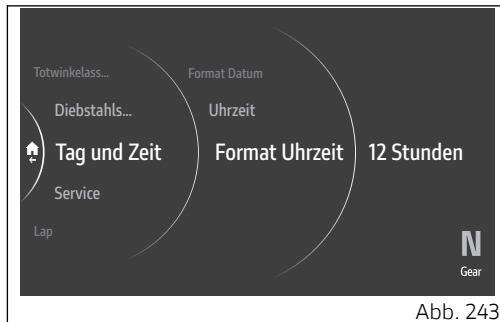 Totwinkelass...
Diebstahls...
Tag und Zeit
Service
Lap
Format Datum
Uhrzeit
Format Uhrzeit
12 Stunden
N
Gear
Abb. 243